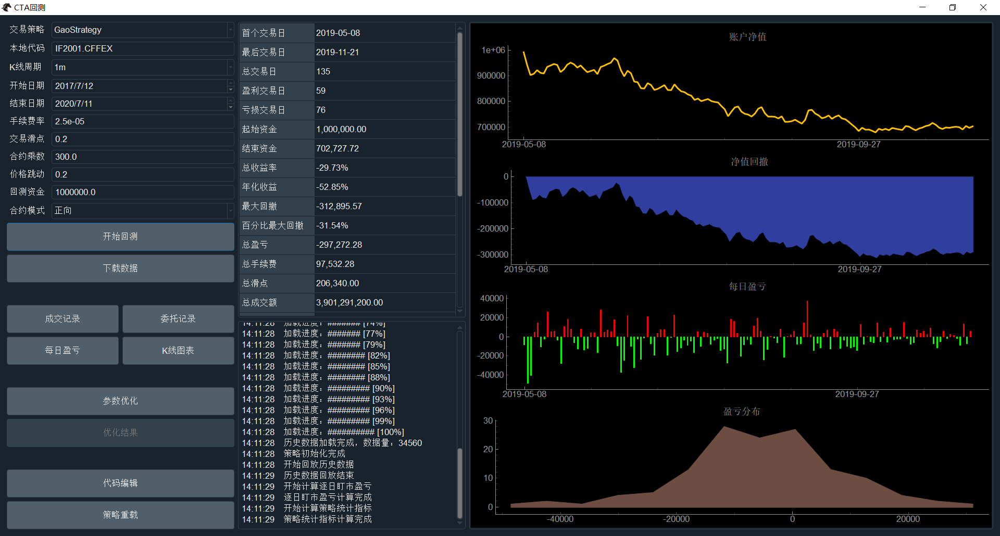 CTA回测
交易策略 GaoStrategy
本地代码 IF2001.CFFEX
K线周期 1m
开始日期 2017/7/12
结束日期 2020/7/11
手续费率 2.5e-05
交易滑点 0.2
合约乘数 300.0
价格跳动 0.2
回测资金 1000000.0
合约模式 正向
开始回测
下载数据
成交记录 委托记录
每日盈亏 K线图表
参数优化
优化结果
代码编辑
策略重载
首个交易日 2019-05-08
最后交易日 2019-11-21
总交易日 135
盈利交易日 59
亏损交易日 76
起始资金 1,000,000.00
结束资金 702,727.72
总收益率 -29.73%
年化收益 -52.85%
最大回撤 -312,895.57
百分比最大回撤 -31.54%
总盈亏 -297,272.28
总手续费 97,532.28
总滑点 206,340.00
总成交额 3,901,291,200.00
14:11:28 加载进度：####### [74%]
14:11:28 加载进度：####### [77%]
14:11:28 加载进度：####### [79%]
14:11:28 加载进度：######## [82%]
14:11:28 加载进度：######## [85%]
14:11:28 加载进度：######## [88%]
14:11:28 加载进度：######### [90%]
14:11:28 加载进度：######### [93%]
14:11:28 加载进度：######### [96%]
14:11:28 加载进度：######### [99%]
14:11:28 加载进度：########## [100%]
14:11:28 历史数据加载完成，数据量：34560
14:11:28 策略初始化完成
14:11:28 开始回放历史数据
14:11:29 历史数据回放结束
14:11:29 开始计算逐日盯市盈亏
14:11:29 逐日盯市盈亏计算完成
14:11:29 开始计算策略统计指标
14:11:29 策略统计指标计算完成
账户净值
1e+06
900000
800000
700000
2019-05-08 2019-09-27
净值回撤
0
-100000
-200000
-300000
2019-05-08 2019-09-27
每日盈亏
40000
20000
0
-20000
-40000
2019-05-08 2019-09-27
盈亏分布
30
20
10
0
-40000 -20000 0 20000